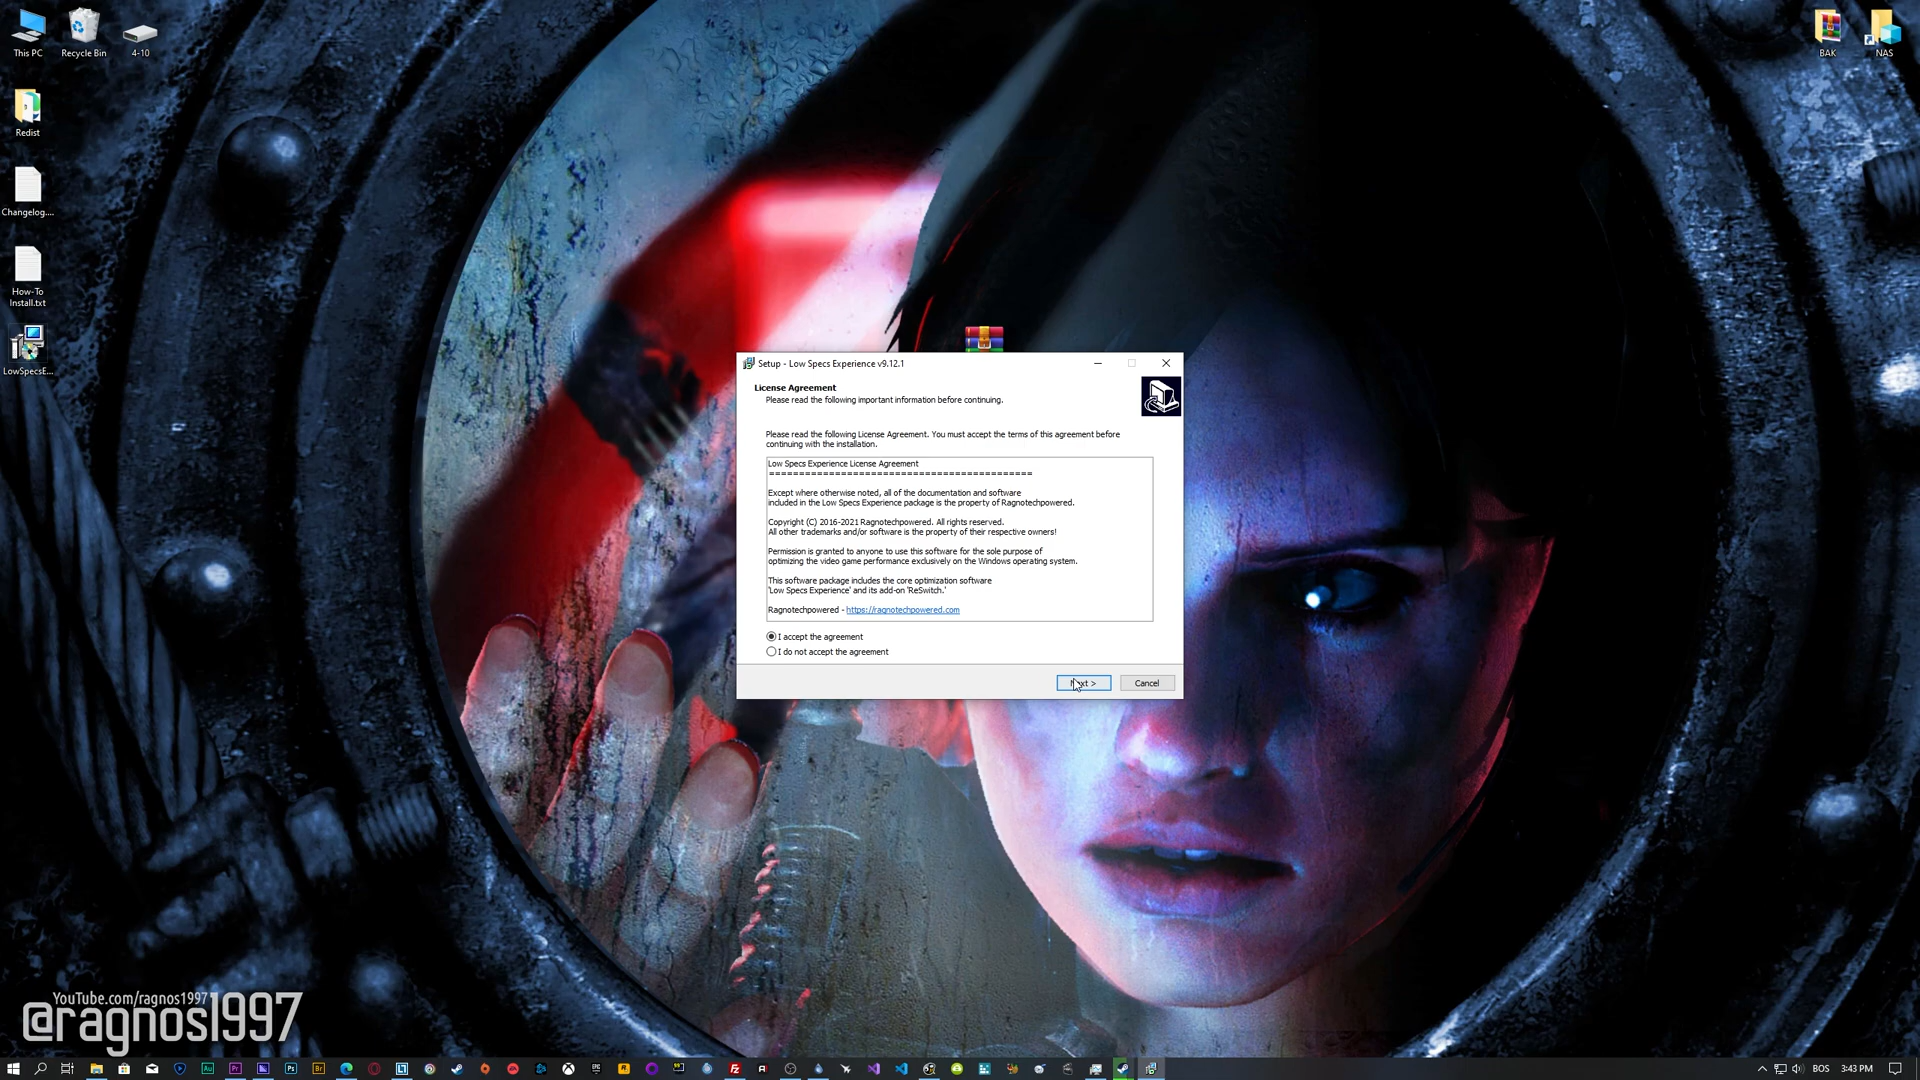 This PC
Recycle Bin
4-10
BAK
NAS
Redist
Changelog....
How-To
Install.txt
LowSpecsE...
Setup - Low Specs Experience v9.12.1
License Agreement
Please read the following important information before continuing.
Please read the following License Agreement. You must accept the terms of this agreement before
continuing with the installation.
Low Specs Experience License Agreement
============================================
Except where otherwise noted, all of the documentation and software
included in the Low Specs Experience package is the property of Ragnotechpowered.
Copyright (C) 2016-2021 Ragnotechpowered. All rights reserved.
All other trademarks and/or software is the property of their respective owners!
Permission is granted to anyone to use this software for the sole purpose of
optimizing the video game performance exclusively on the Windows operating system.
This software package includes the core optimization software
'Low Specs Experience' and its add-on 'ReSwitch.'
Ragnotechpowered - https://ragnotechpowered.com
I accept the agreement
I do not accept the agreement
Cancel
YouTube.com/ragnos1997
@ragnos1997
Au
Pr
Ps
Br
BOS
3:43 PM